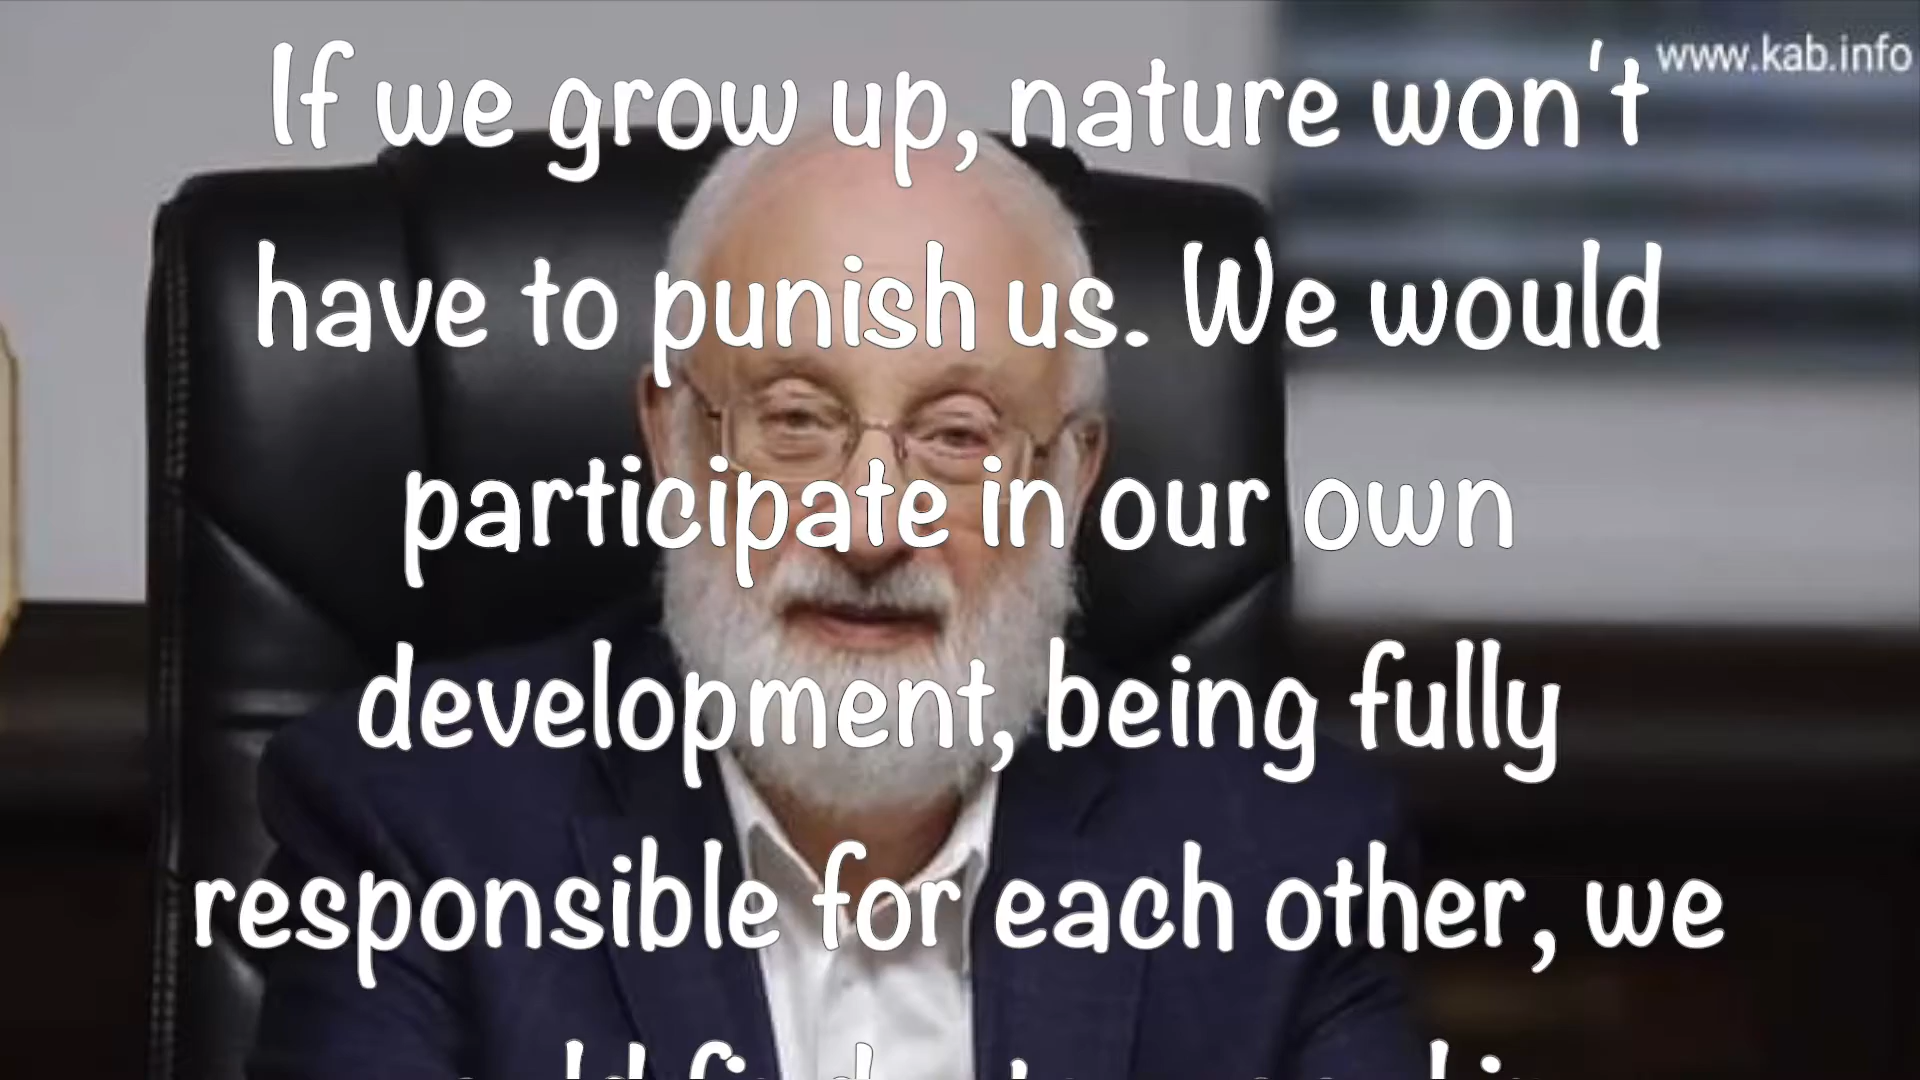 www.kab.info
If we grow up, nature won't
have to punish us. We would
participate in our own
development, being fully
responsible for each other, we